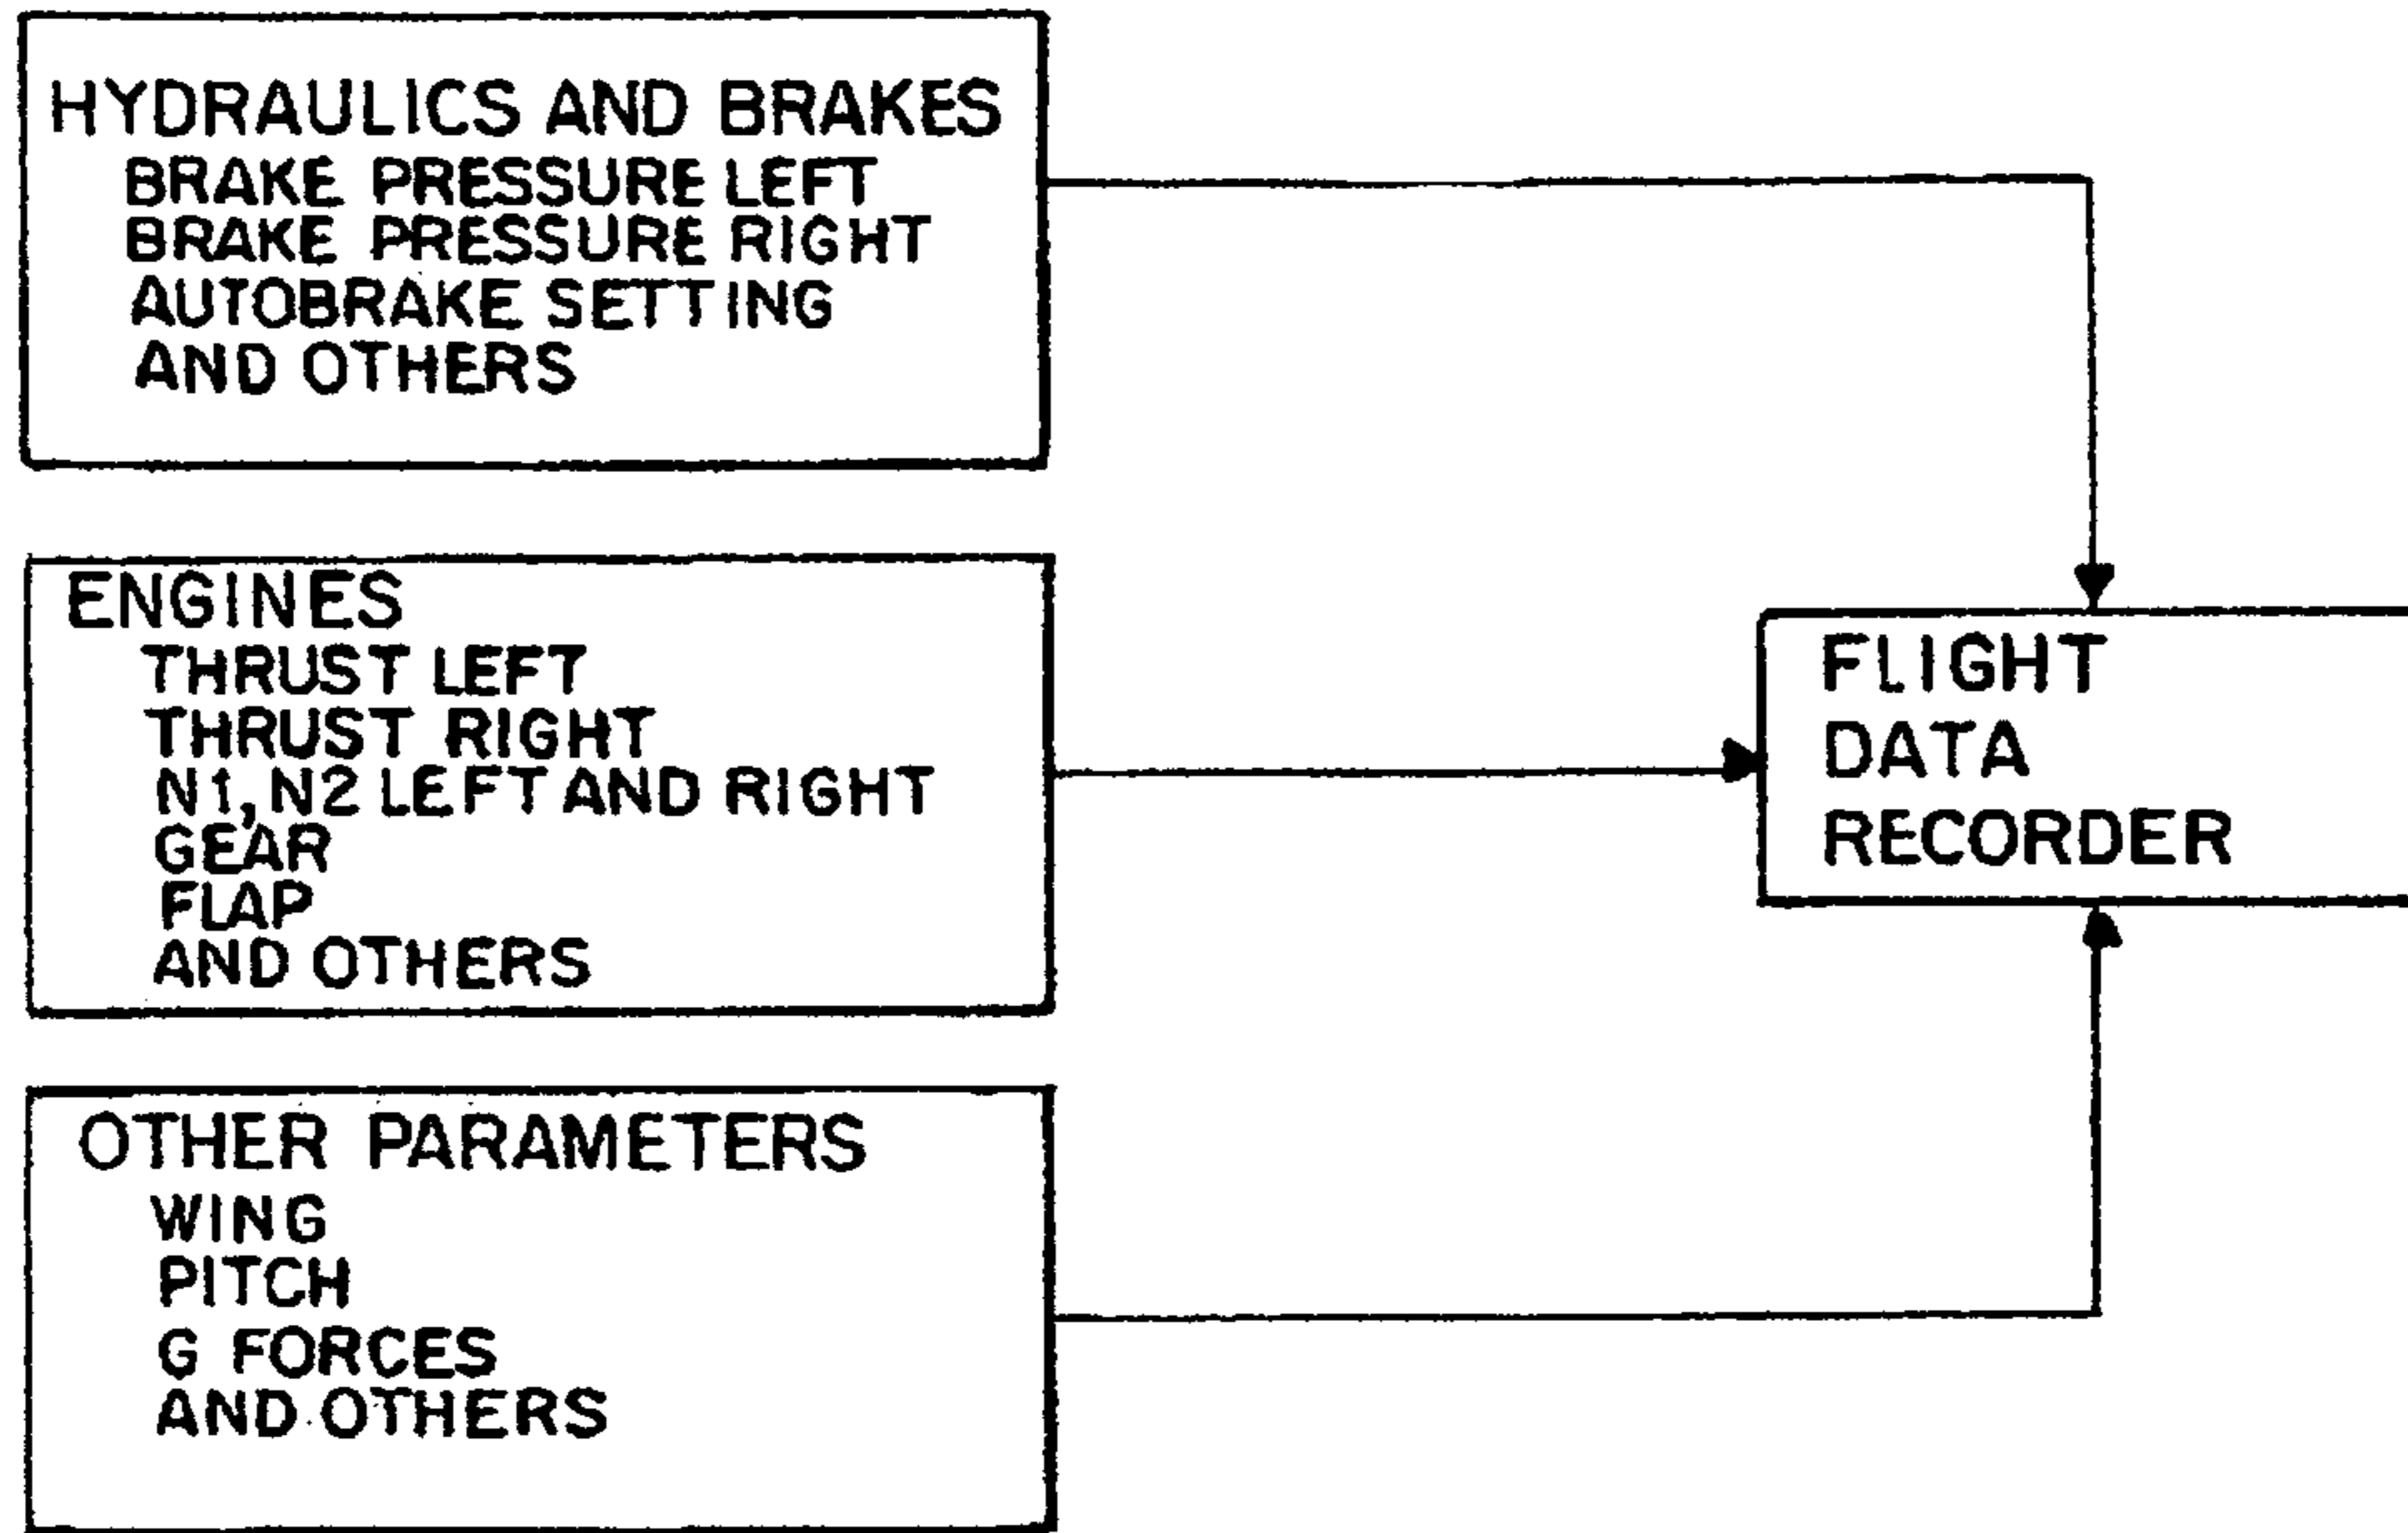 HYDRAULICS AND BRAKES
BRAKE PRESSURE LEFT
BRAKE PRESSURE RIGHT
AUTOBRAKE SETTING
AND OTHERS
ENGINES
THRUST LEFT
THRUST RIGHT
N1, N2 LEFT AND RIGHT
GEAR
FLAP
AND OTHERS
FLIGHT
DATA
RECORDER
OTHER PARAMETERS
WING
PITCH
G FORCES
AND OTHERS